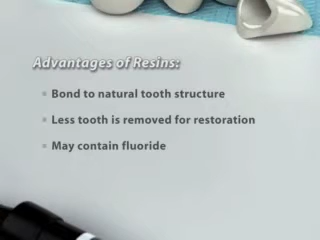 Advantages of Resins:
Bond to natural tooth structure
Less tooth is removed for restoration
May contain fluoride